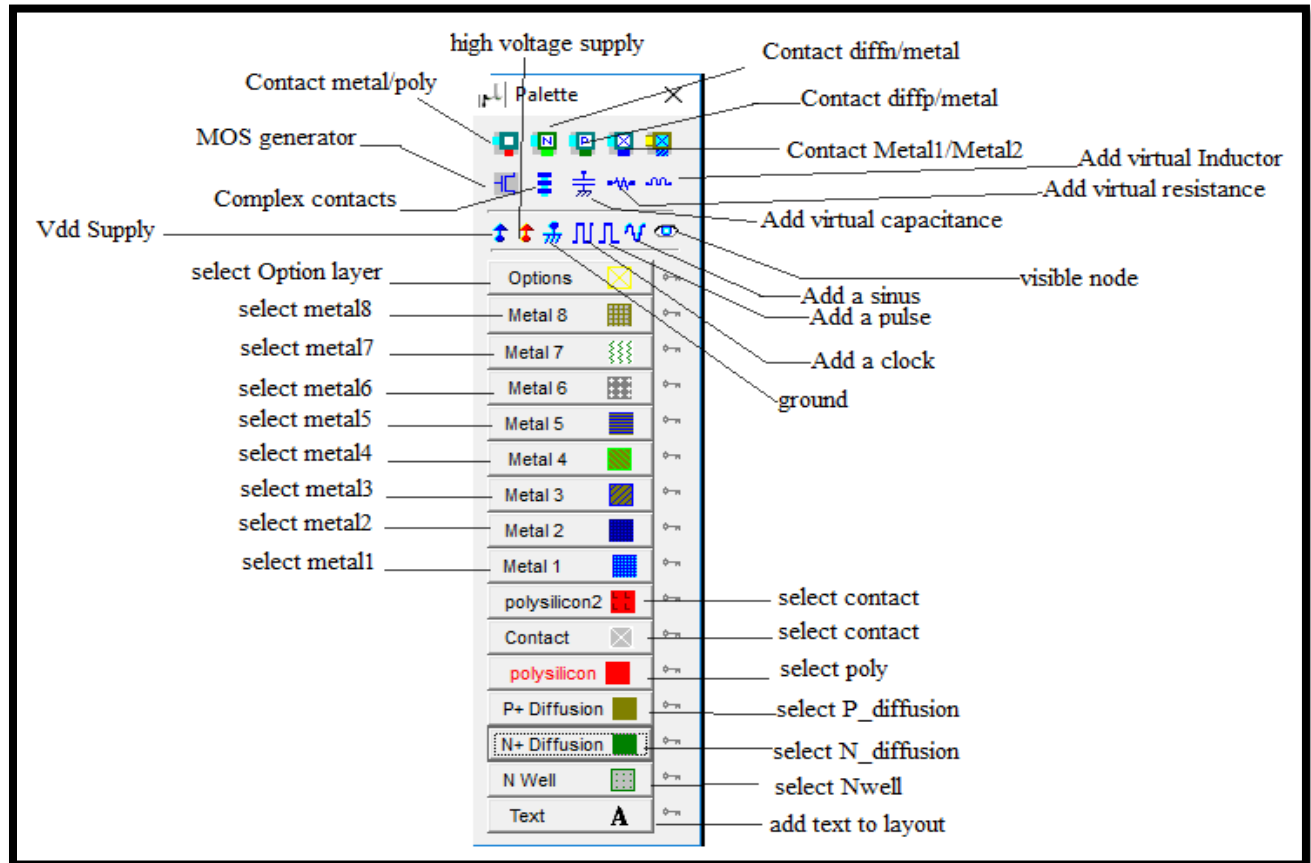 high voltage supply
Contact diffn/metal
Contact metal/poly
Palette
Contact diffp/metal
MOS generator
N
P
Contact Metal1/Metal2
Add virtual Inductor
Complex contacts
Add virtual resistance
Add virtual capacitance
Vdd Supply
select Option layer
Options
visible node
Add a sinus
select metal8
Metal 8
Add a pulse
select metal7
Metal 7
Add a clock
select metal6
Metal 6
ground
select metal5
Metal 5
select metal4
Metal 4
select metal3
Metal 3
select metal2
Metal 2
select metal1
Metal 1
polysilicon2
select contact
Contact
select contact
polysilicon
select poly
P+ Diffusion
select P_diffusion
N+ Diffusion
select N_diffusion
N Well
select Nwell
Text
A
add text to layout